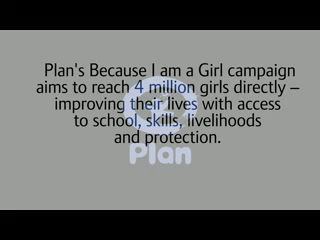 Plan's Because I am a Girl campaign
aims to reach 4 million girls directly –
improving their lives with access
to school, skills, livelihoods
and protection.
Plan